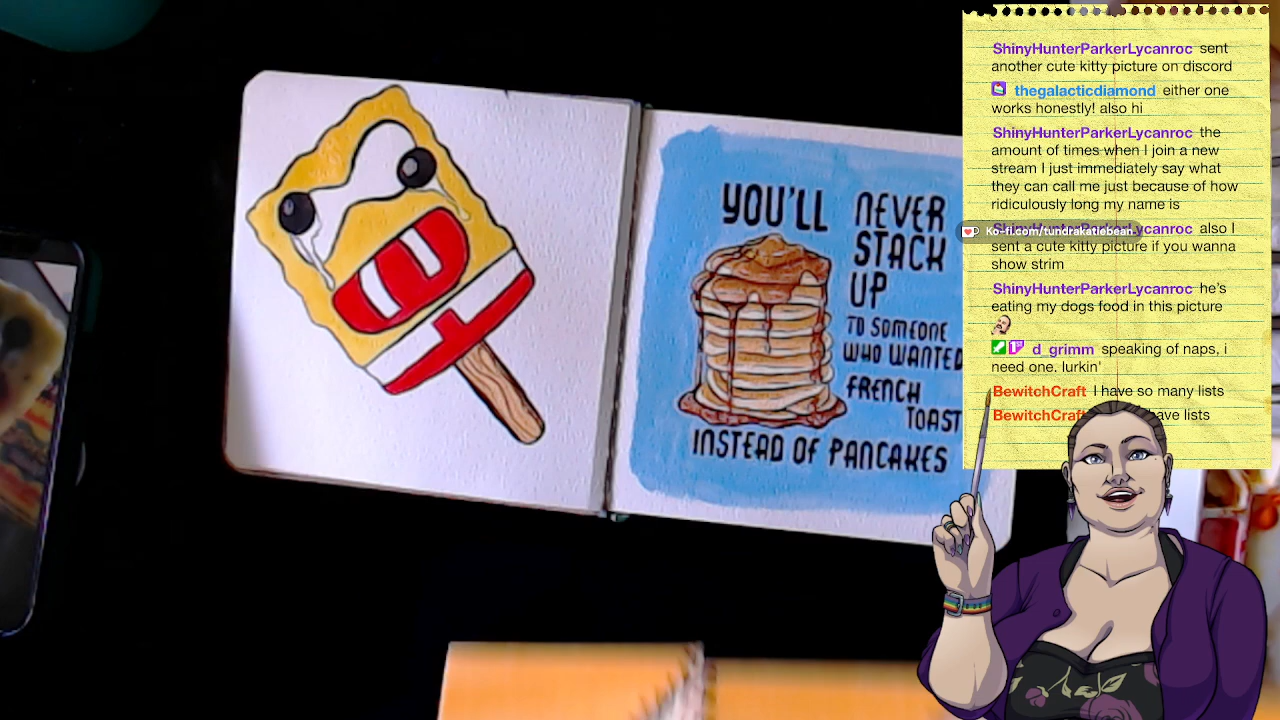 YOU'LL NEVER
STACK
UP
TO SOMEONE
WHO WANTED
FRENCH
TOAST
INSTEAD OF PANCAKES
ShinyHunterParkerLycanroc sent
another cute kitty picture on discord
thegalacticdiamond either one
works honestly! also hi
ShinyHunterParkerLycanroc the
amount of times when I join a new
stream I just immediately say what
they can call me just because of how
ridiculously long my name is
ShinyHunterParkerLycanroc also I
Ko-fi.com/tundrakatiebean
sent a cute kitty picture if you wanna
show strim
ShinyHunterParkerLycanroc he's
eating my dogs food in this picture
d_grimm speaking of naps, i
need one. lurkin'
BewitchCraft I have so many lists
BewitchCraft have lists